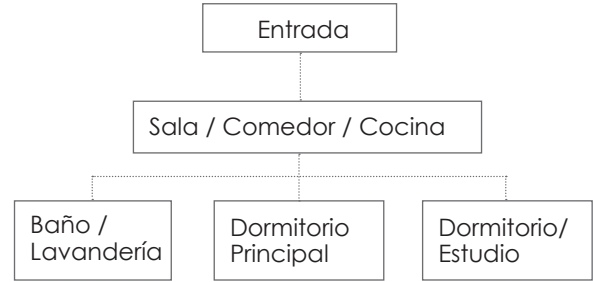 Entrada
Sala / Comedor / Cocina
Baño /
Lavandería
Dormitorio
Principal
Dormitorio/
Estudio